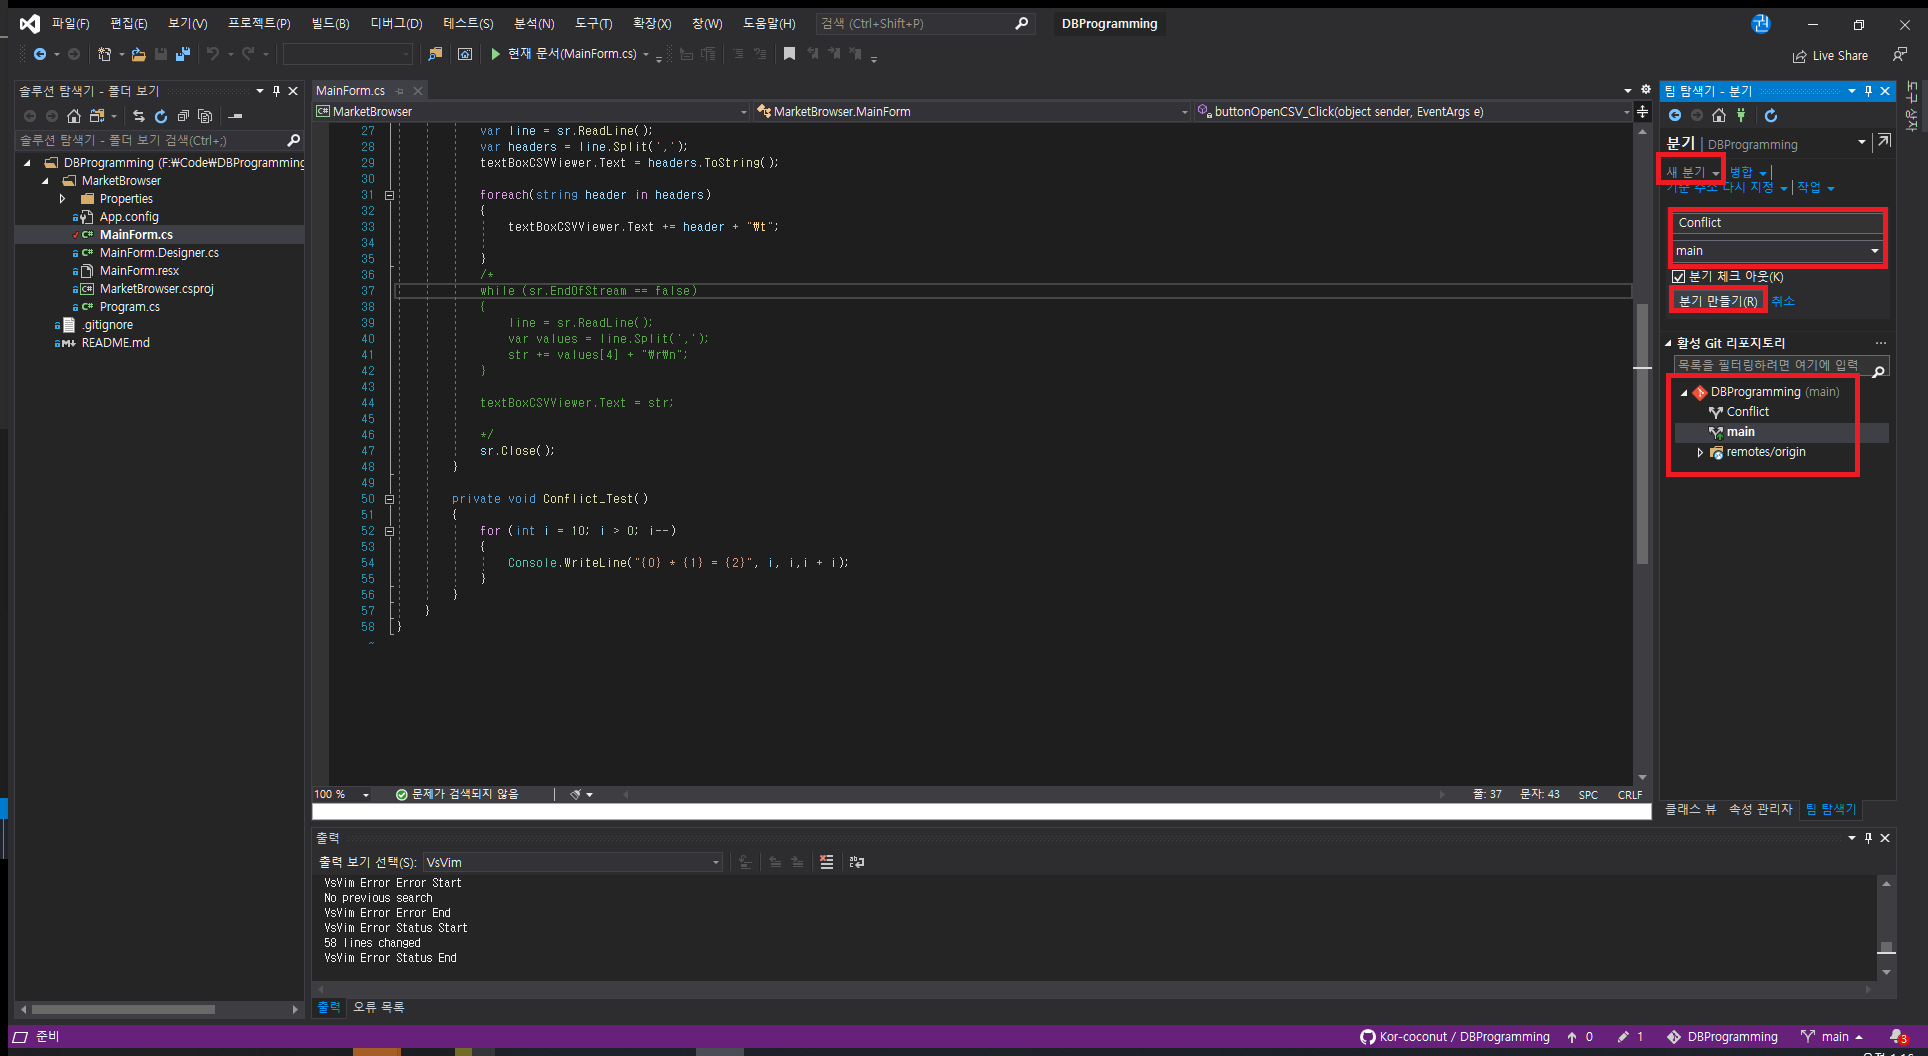 파일(F) 편집(E) 보기(V) 프로젝트(P) 빌드(B) 디버그(D) 테스트(S) 분석(N) 도구(T) 확장(X) 창(W) 도움말(H) 검색 (Ctrl+Shift+P) DBProgramming 권
현재 문서(MainForm.cs) Live Share
솔루션 탐색기 - 폴더 보기
솔루션 탐색기 - 폴더 보기 검색(Ctrl+;)
DBProgramming (F:₩Code₩DBProgramming
MarketBrowser
Properties
App.config
MainForm.cs
MainForm.Designer.cs
MainForm.resx
MarketBrowser.csproj
Program.cs
.gitignore
README.md
MainForm.cs
MarketBrowser MarketBrowser.MainForm buttonOpenCSV_Click(object sender, EventArgs e)
27 var line = sr.ReadLine();
28 var headers = line.Split(',');
29 textBoxCSVViewer.Text = headers.ToString();
30
31 foreach(string header in headers)
32 {
33 textBoxCSVViewer.Text += header + "₩t";
34
35 }
36 /*
37 while (sr.EndOfStream == false)
38 {
39 line = sr.ReadLine();
40 var values = line.Split(',');
41 str += values[4] + "₩r₩n";
42 }
43
44 textBoxCSVViewer.Text = str;
45
46 */
47 sr.Close();
48 }
49
50 private void Conflict_Test()
51 {
52 for (int i = 10; i > 0; i--)
53 {
54 Console.WriteLine("{0} * {1} = {2}", i, i,i + i);
55 }
56 }
57 }
58 }
~
100 % 문제가 검색되지 않음 줄: 37 문자: 43 SPC CRLF
팀 탐색기 - 분기
분기 | DBProgramming
새 분기 병합
기준 주소 다시 지정 작업
Conflict
main
분기 체크 아웃(K)
분기 만들기(R) 취소
활성 Git 리포지토리
목록을 필터링하려면 여기에 입력
DBProgramming (main)
Conflict
main
remotes/origin
클래스 뷰 속성 관리자 팀 탐색기
도구 상자
출력
출력 보기 선택(S): VsVim
VsVim Error Error Start
No previous search
VsVim Error Error End
VsVim Error Status Start
58 lines changed
VsVim Error Status End
출력 오류 목록
준비 Kor-coconut / DBProgramming 0 1 DBProgramming main 3